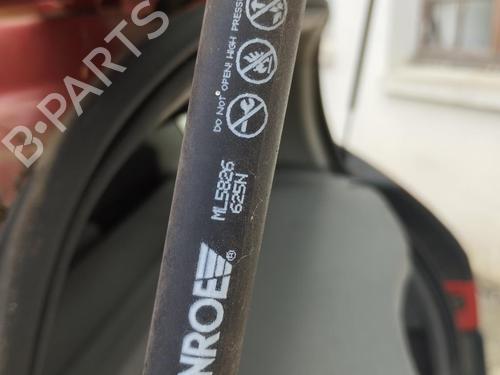 B-PARTS
DO NOT OPEN! HIGH PRESS
ML5826
625N
NROE®